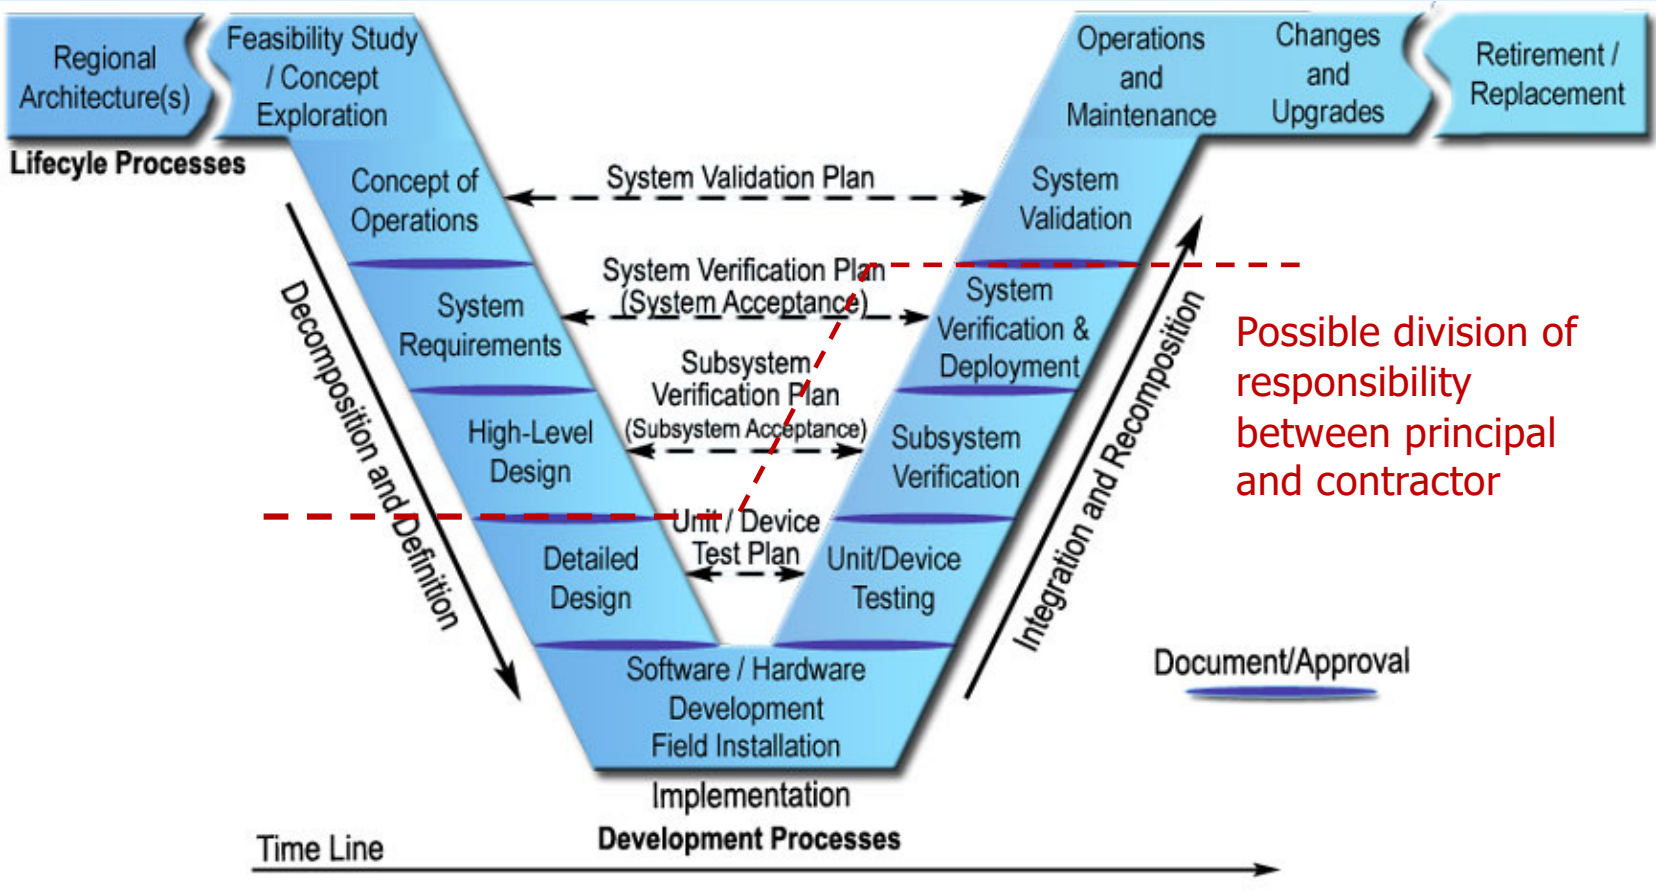 Regional
Architecture(s)
Feasibility Study
/ Concept
Exploration
Operations
and
Maintenance
Changes
and
Upgrades
Retirement /
Replacement
Lifecyle Processes
Concept of
Operations
System Validation Plan
System
Validation
System
Requirements
System Verification Plan
(System Acceptance)
System
Verification &
Deployment
High-Level
Design
Subsystem
Verification Plan
(Subsystem Acceptance)
Subsystem
Verification
Detailed
Design
Unit / Device
Test Plan
Unit/Device
Testing
Software / Hardware
Development
Field Installation
Decomposition and Definition
Integration and Recomposition
Possible division of
responsibility
between principal
and contractor
Document/Approval
Implementation
Development Processes
Time Line